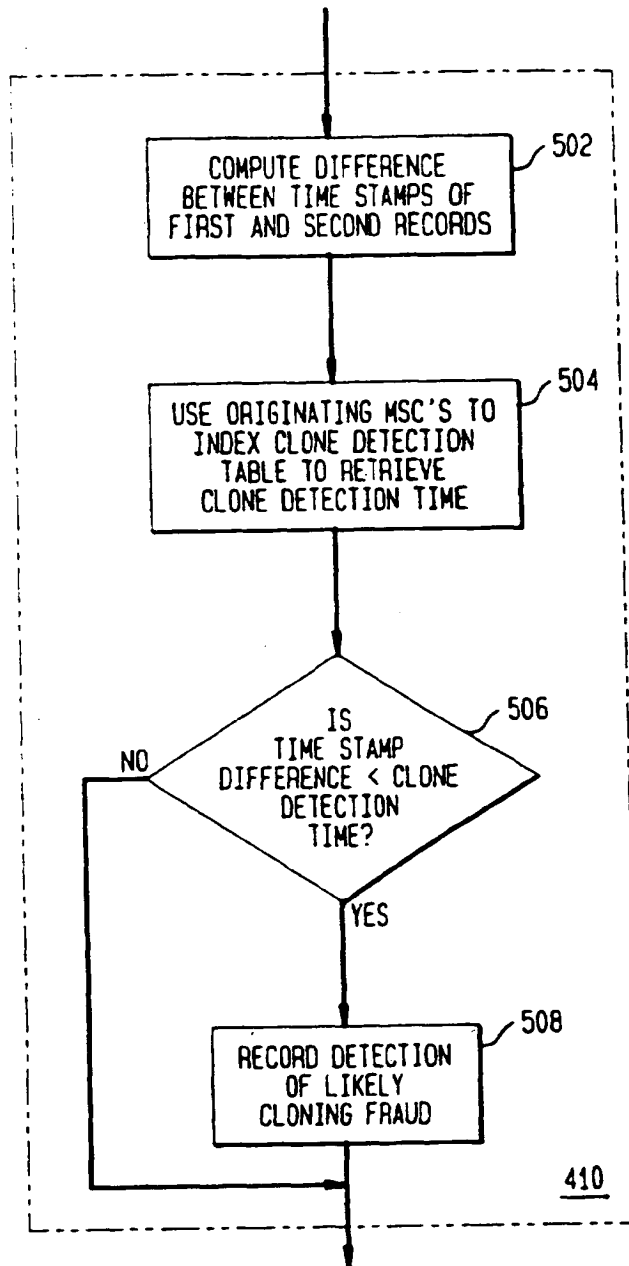 502
COMPUTE DIFFERENCE
BETWEEN TIME STAMPS OF
FIRST AND SECOND RECORDS
504
USE ORIGINATING MSC'S TO
INDEX CLONE DETECTION
TABLE TO RETRIEVE
CLONE DETECTION TIME
506
IS
TIME STAMP
DIFFERENCE < CLONE
DETECTION
TIME?
NO
YES
508
RECORD DETECTION
OF LIKELY
CLONING FRAUD
410